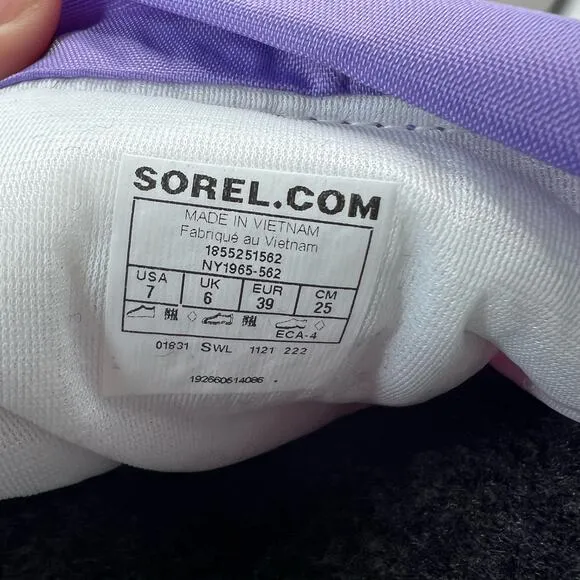 SOREL.COM
MADE IN VIETNAM
Fabriqué au Vietnam
1855251562
NY1965-562
USA UK EUR CM
7 6 39 25
ECA-4
01831 SWL 1121 222
192660514086